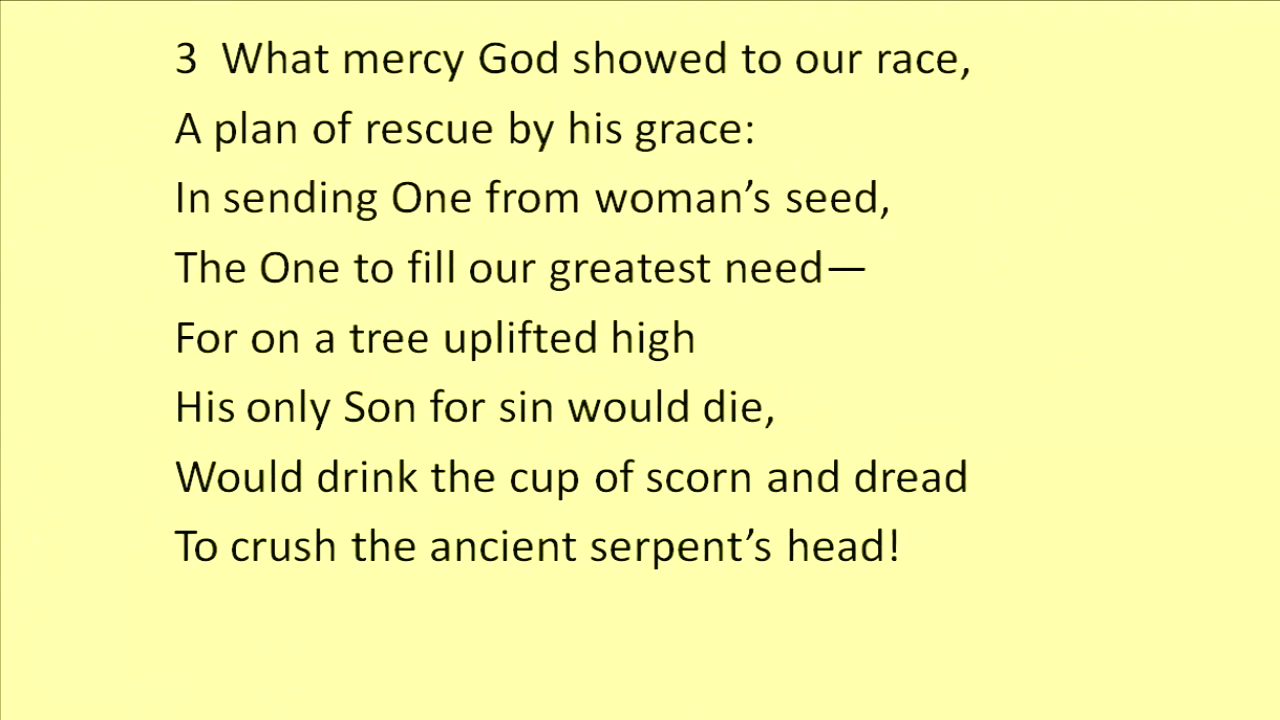 3 What mercy God showed to our race,
A plan of rescue by his grace:
In sending One from woman’s seed,
The One to fill our greatest need—
For on a tree uplifted high
His only Son for sin would die,
Would drink the cup of scorn and dread
To crush the ancient serpent’s head!